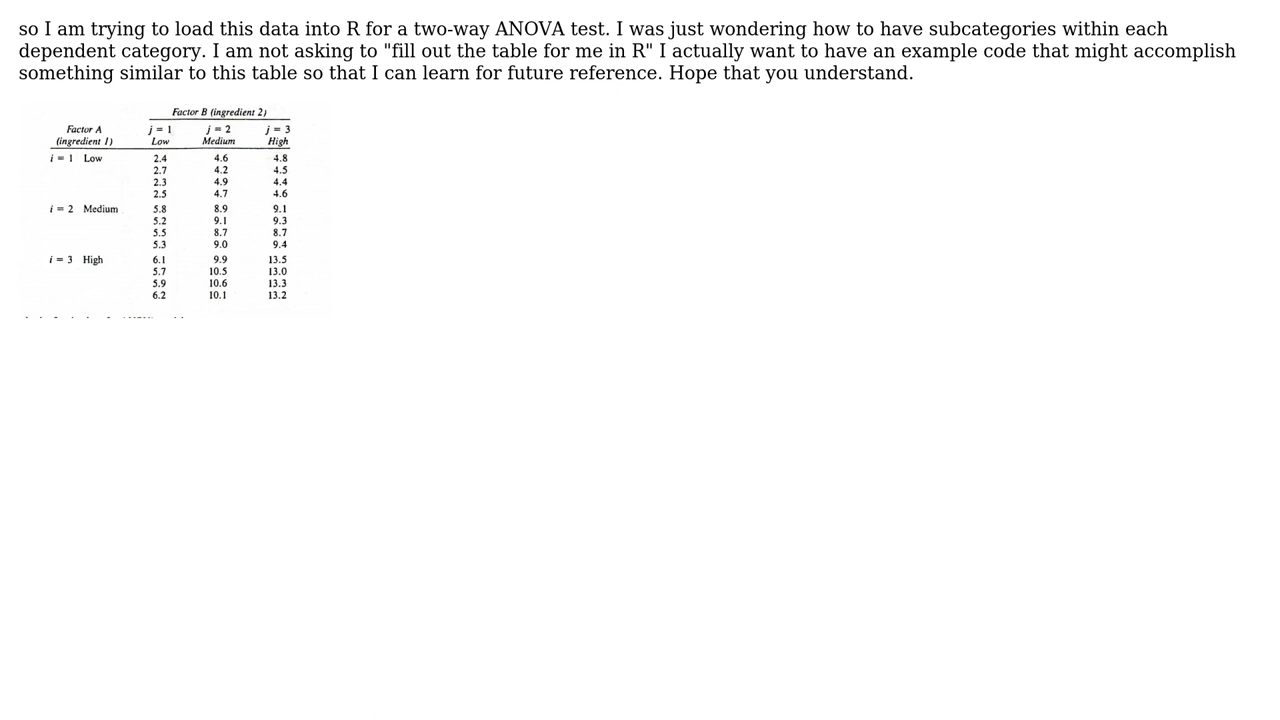 so I am trying to load this data into R for a two-way ANOVA test. I was just wondering how to have subcategories within each
dependent category. I am not asking to "fill out the table for me in R" I actually want to have an example code that might accomplish
something similar to this table so that I can learn for future reference. Hope that you understand.
Factor B (ingredient 2)
Factor A j = 1 j = 2 j = 3
(ingredient 1) Low Medium High
i = 1 Low 2.4 4.6 4.8
2.7 4.2 4.5
2.3 4.9 4.4
2.5 4.7 4.6
i = 2 Medium 5.8 8.9 9.1
5.2 9.1 9.3
5.5 8.7 8.7
5.3 9.0 9.4
i = 3 High 6.1 9.9 13.5
5.7 10.5 13.0
5.9 10.6 13.3
6.2 10.1 13.2